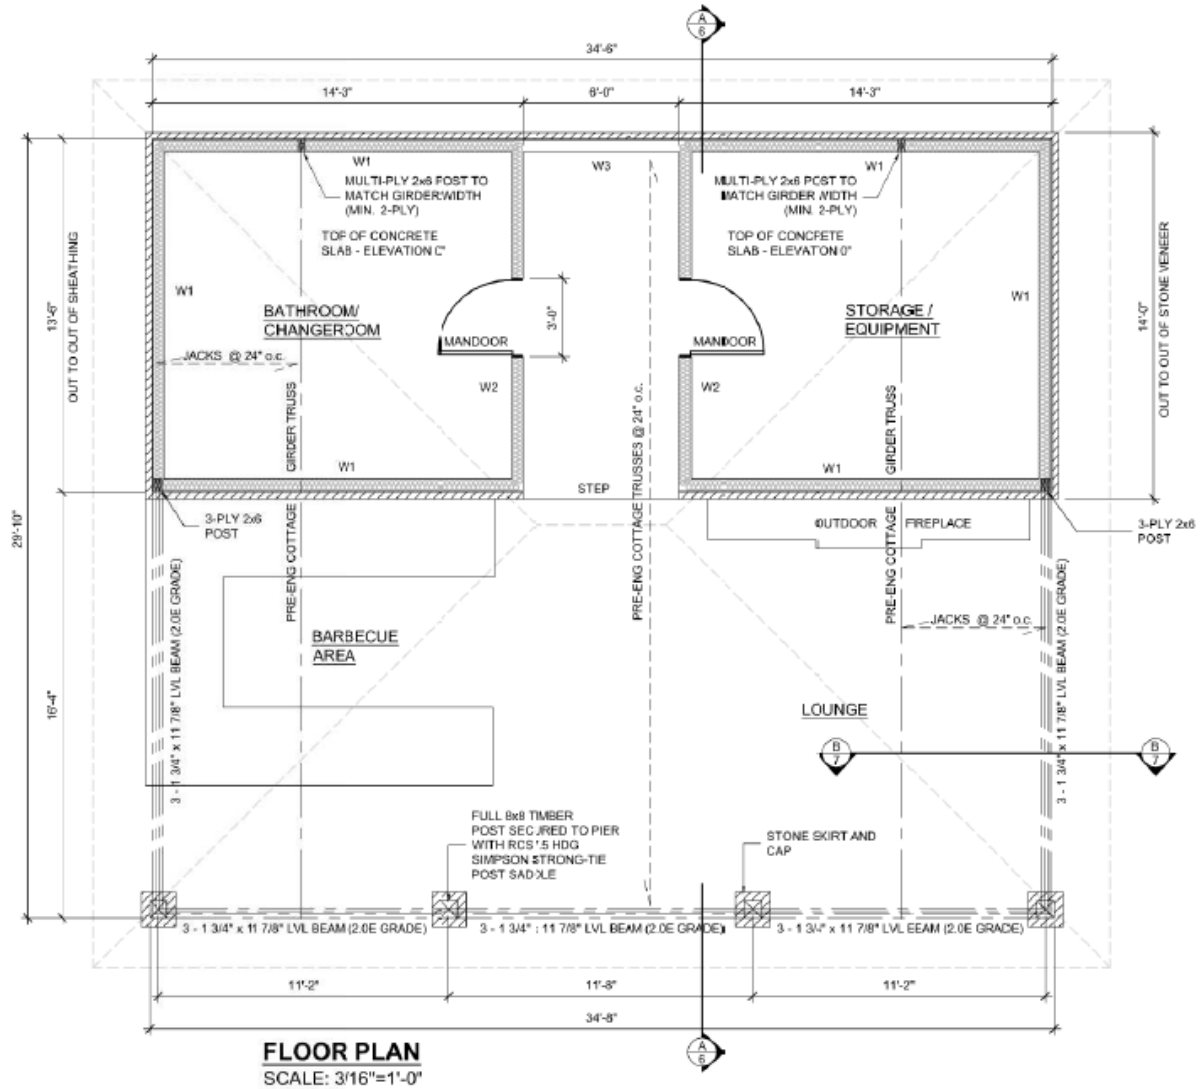 A
6
34'-6"
14'-3"
6'-0"
14'-3"
W1
W3
W1
MULTI-PLY 2x6 POST TO
MATCH GIRDER WIDTH
(MIN. 2-PLY)
MULTI-PLY 2x6 POST TO
MATCH GIRDER WIDTH
(MIN. 2-PLY)
TOP OF CONCRETE
SLAB - ELEVATION 0"
TOP OF CONCRETE
SLAB - ELEVATION 0"
OUT TO OUT OF SHEATHING
13'-6"
W1
W1
14'-0"
OUT TO OUT OF STONE VENEER
BATHROOM/
CHANGEROOM
3'-0"
STORAGE /
EQUIPMENT
MANDOOR
MANDOOR
JACKS @ 24" o.c.
W2
W2
PRE-ENG COTTAGE GIRDER TRUSS
PRE-ENG COTTAGE TRUSSES @ 24" o.c.
PRE-ENG COTTAGE GIRDER TRUSS
W1
W1
STEP
29'-10"
3-PLY 2x6
POST
OUTDOOR FIREPLACE
3-PLY 2x6
POST
JACKS @ 24" o.c.
BARBECUE
AREA
16'-4"
3 - 1 3/4" x 11 7/8" LVL BEAM (2.0E GRADE)
3 - 1 3/4" x 11 7/8" LVL BEAM (2.0E GRADE)
LOUNGE
B
7
B
7
FULL 8x8 TIMBER
POST SECURED TO PIER
WITH HDG
SIMPSON STRONG-TIE
POST SADDLE
STONE SKIRT AND
CAP
3 - 1 3/4" x 11 7/8" LVL BEAM (2.0E GRADE)
3 - 1 3/4" : 11 7/8" LVL BEAM (2.0E GRADE)
3 - 1 3/4" x 11 7/8" LVL BEAM (2.0E GRADE)
11'-2"
11'-8"
11'-2"
34'-8"
A
6
FLOOR PLAN
SCALE: 3/16"=1'-0"